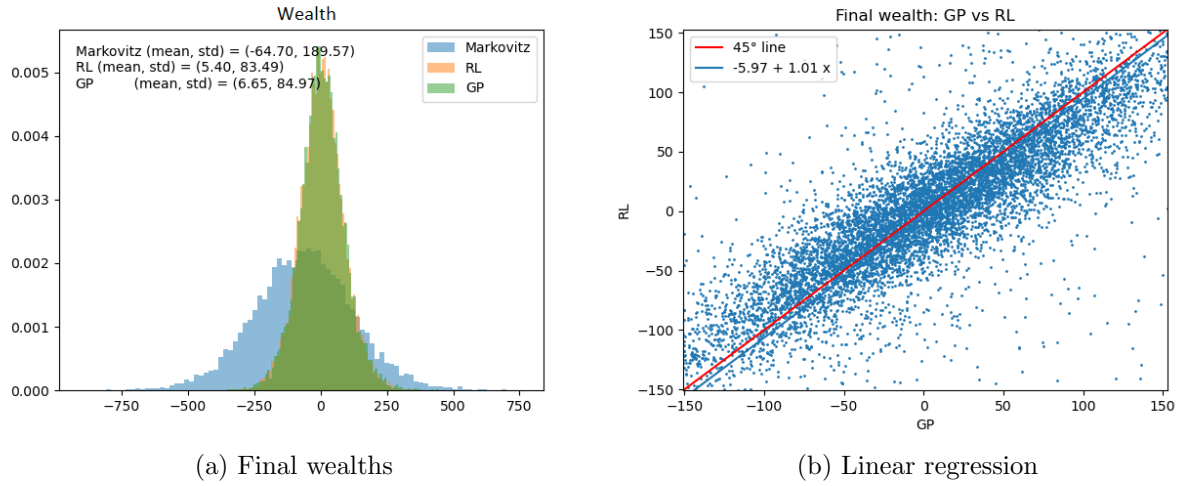 Wealth
Markovitz (mean, std) = (-64.70, 189.57)
RL (mean, std) = (5.40, 83.49)
GP (mean, std) = (6.65, 84.97)
Markovitz
RL
GP
0.005
0.004
0.003
0.002
0.001
0.000
−750
−500
−250
0
250
500
750
(a) Final wealths
Final wealth: GP vs RL
45° line
-5.97 + 1.01 x
150
100
50
0
−50
−100
−150
RL
−150
−100
−50
0
50
100
150
GP
(b) Linear regression